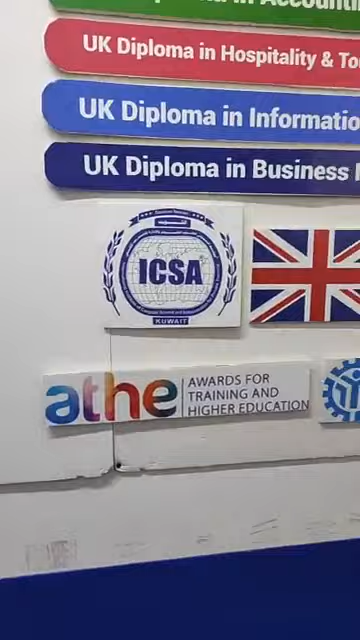 UK Diploma in Hospitality & To
UK Diploma in Informatio
UK Diploma in Business
ICSA
KUWAIT
athe
AWARDS FOR
TRAINING AND
HIGHER EDUCATION